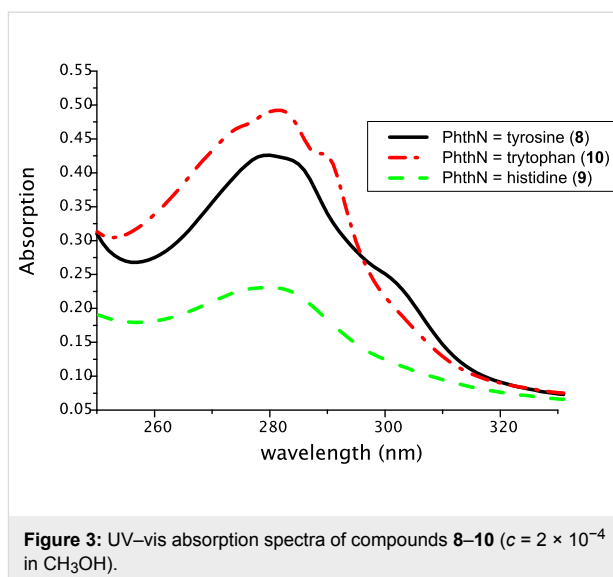 0.55
0.50
0.45
0.40
0.35
0.30
0.25
0.20
0.15
0.10
0.05
Absorption
260
280
300
320
wavelength (nm)
PhthN = tyrosine (8)
PhthN = trytophan (10)
PhthN = histidine (9)
Figure 3: UV–vis absorption spectra of compounds 8–10 (c = 2 × 10⁻⁴
in CH₃OH).